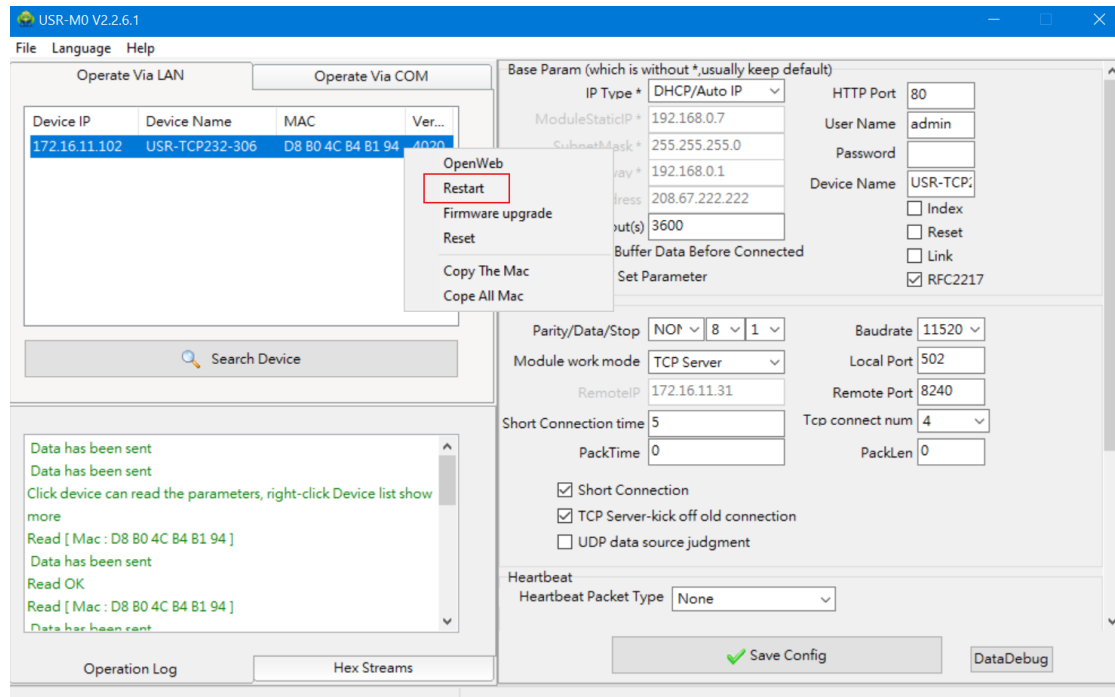 USR-M0 V2.2.6.1
File Language Help
Operate Via LAN
Operate Via COM
Device IP Device Name MAC Ver...
172.16.11.102 USR-TCP232-306 D8 B0 4C B4 B1 94 4020
OpenWeb
Restart
Firmware upgrade
Reset
Copy The Mac
Cope All Mac
Search Device
Data has been sent
Data has been sent
Click device can read the parameters, right-click Device list show
more
Read [ Mac : D8 B0 4C B4 B1 94 ]
Data has been sent
Read OK
Read [ Mac : D8 B0 4C B4 B1 94 ]
Data has been sent
Operation Log
Hex Streams
Base Param (which is without *,usually keep default)
IP Type * DHCP/Auto IP
HTTP Port 80
ModuleStaticIP * 192.168.0.7
User Name admin
SubnetMask * 255.255.255.0
Password
192.168.0.1
Device Name USR-TCP2
208.67.222.222
Index
3600
Reset
Buffer Data Before Connected
Link
Set Parameter
RFC2217
Parity/Data/Stop 8 1
Baudrate 11520
Module work mode TCP Server
Local Port 502
RemoteIP 172.16.11.31
Remote Port 8240
Short Connection time 5
Tcp connect num 4
PackTime 0
PackLen 0
Short Connection
TCP Server-kick off old connection
UDP data source judgment
Heartbeat
Heartbeat Packet Type None
Save Config
DataDebug